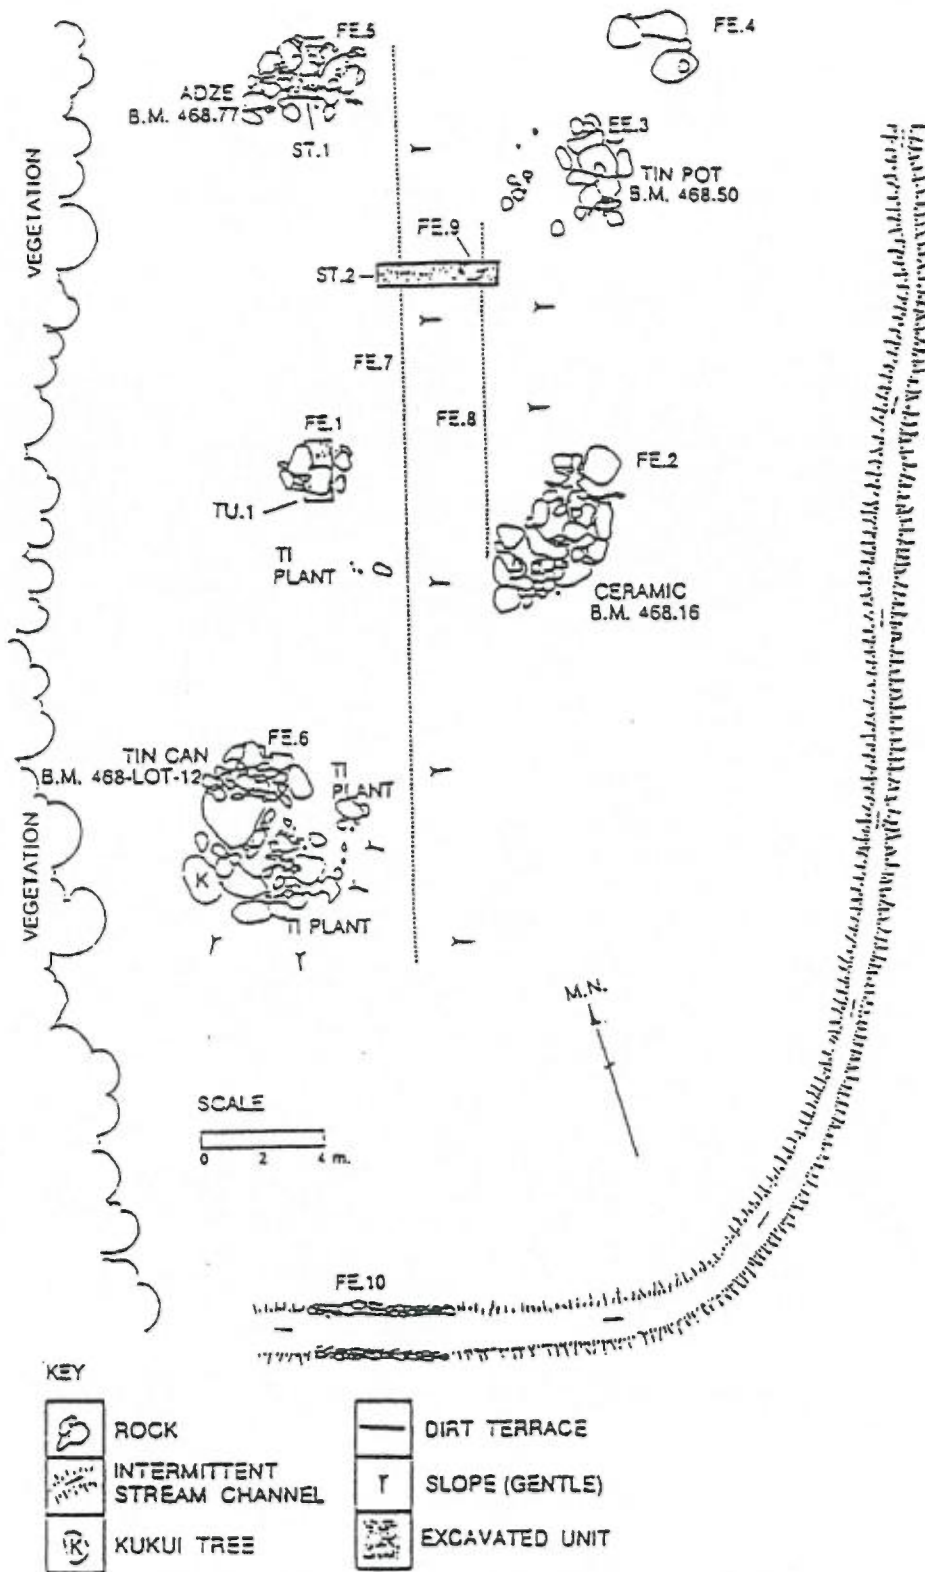 FE.5
FE.4
ADZE
B.M. 468.77
ST.1
EE.3
TIN POT
B.M. 468.50
VEGETATION
FE.9
ST.2
FE.7
FE.8
FE.1
FE.2
TU.1
TI
PLANT
CERAMIC
B.M. 468.16
FE.6
TIN CAN
B.M. 468-LOT-12
TI
PLANT
K
VEGETATION
TI PLANT
M.N.
SCALE
0 2 4 m.
FE.10
KEY
ROCK
DIRT TERRACE
INTERMITTENT
STREAM CHANNEL
SLOPE (GENTLE)
K
KUKUI TREE
EXCAVATED UNIT